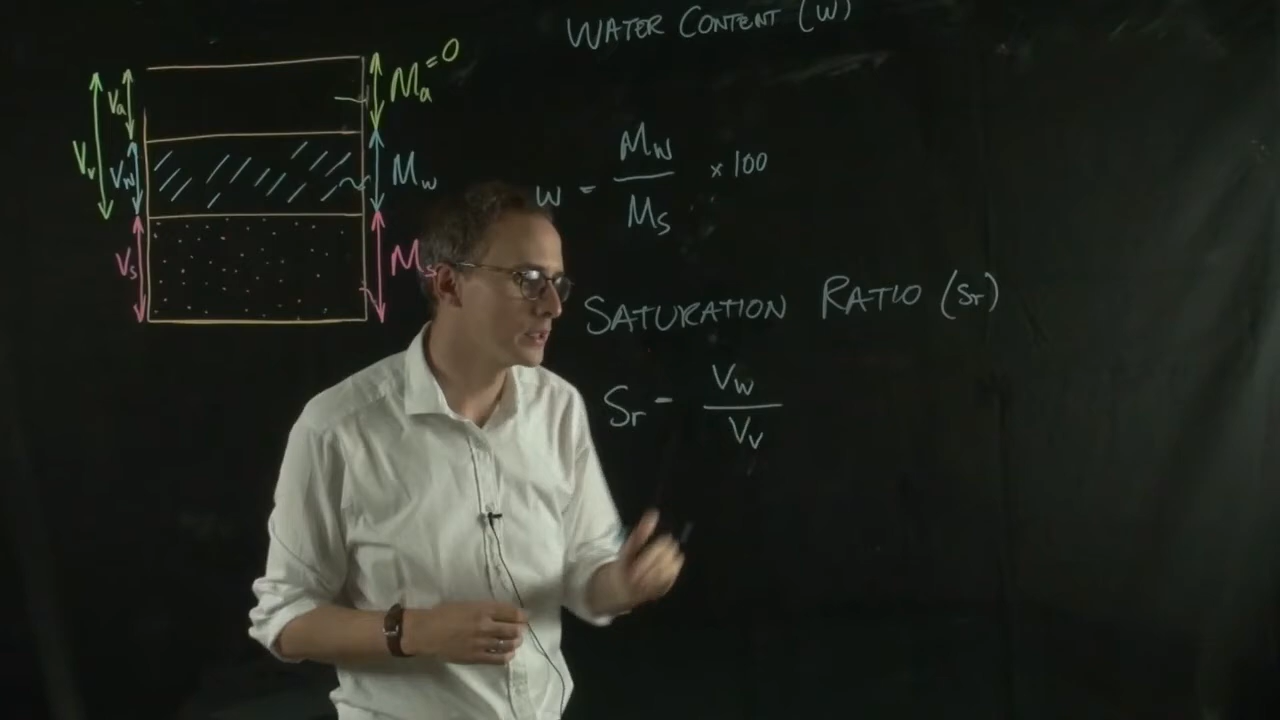 WATER CONTENT (W)
Ma=0
Va
Vv
Vw
Mw
Vs
Ms
w = Mw/Ms ×100
SATURATION RATIO (Sr)
Sr = Vw/Vv